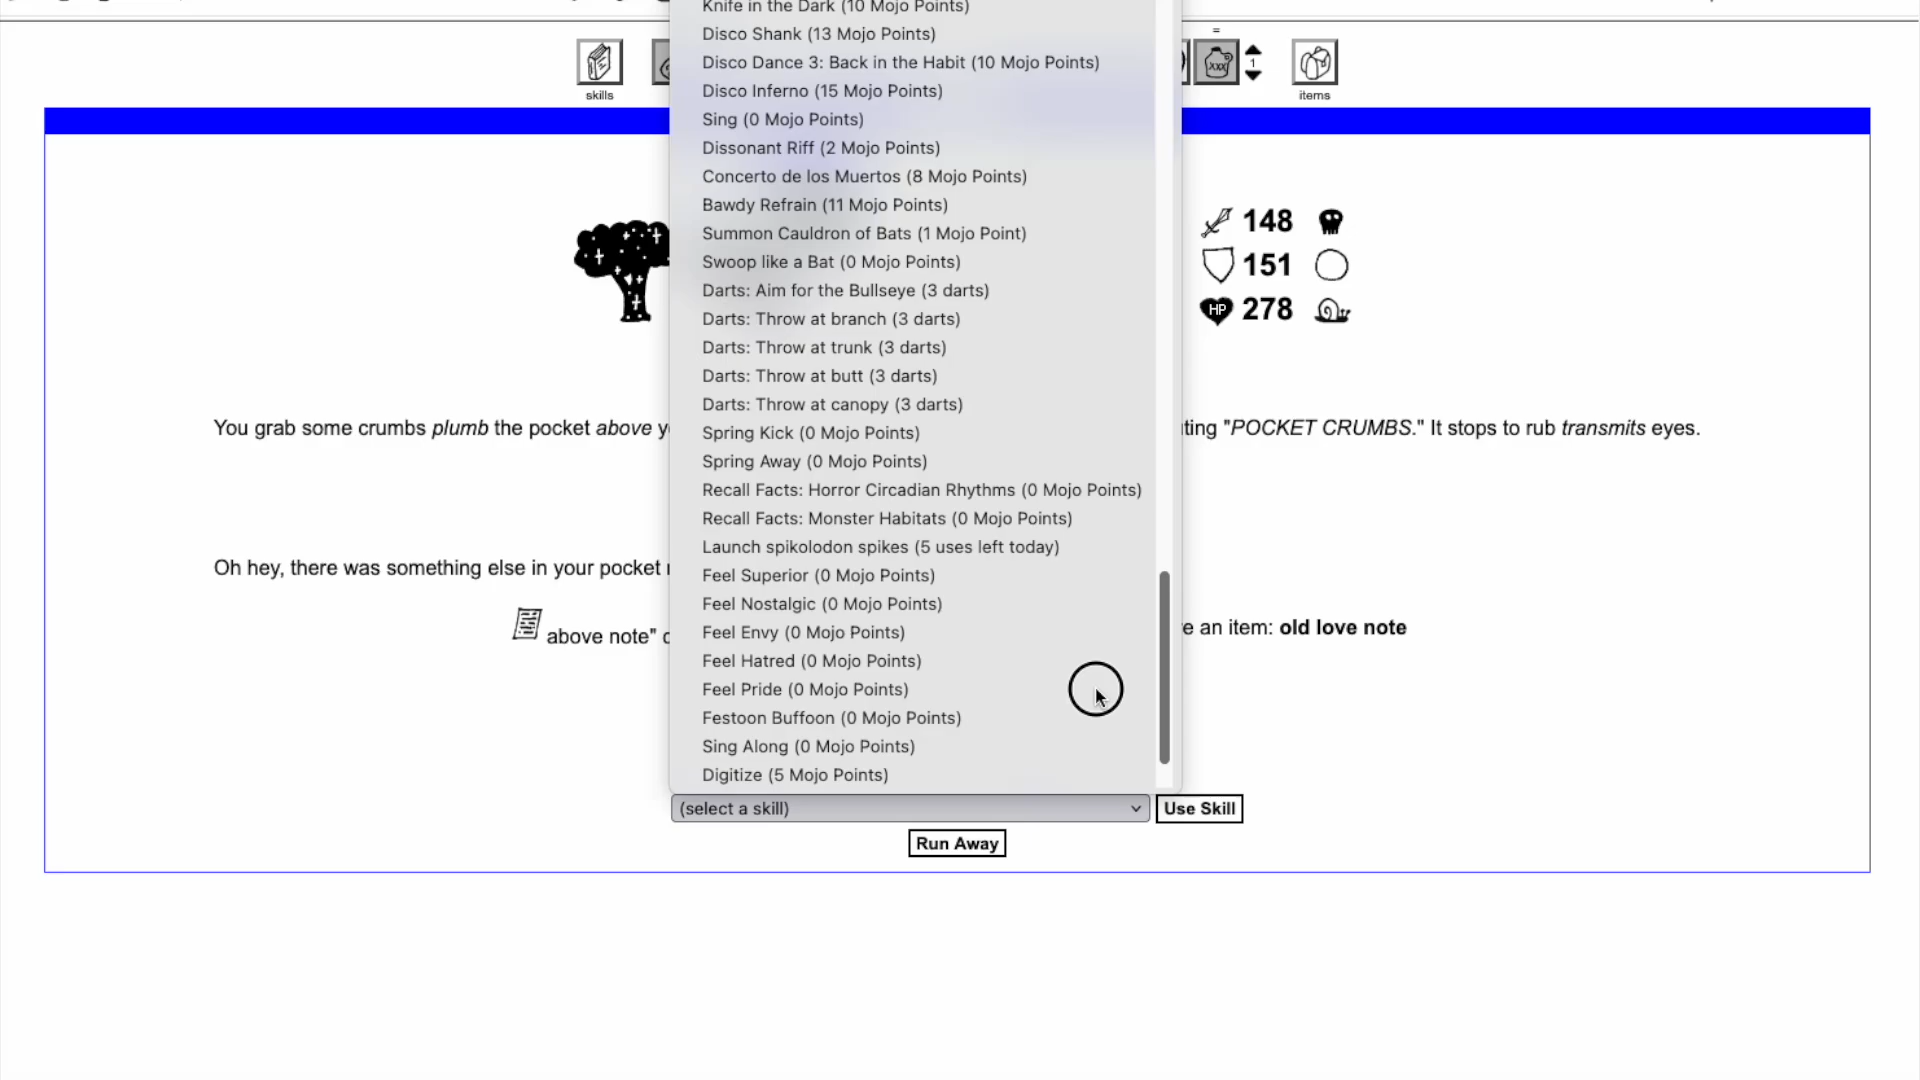 Knife in the Dark (10 Mojo Points)
Disco Shank (13 Mojo Points)
Disco Dance 3: Back in the Habit (10 Mojo Points)
Disco Inferno (15 Mojo Points)
Sing (0 Mojo Points)
Dissonant Riff (2 Mojo Points)
Concerto de los Muertos (8 Mojo Points)
Bawdy Refrain (11 Mojo Points)
Summon Cauldron of Bats (1 Mojo Point)
Swoop like a Bat (0 Mojo Points)
Darts: Aim for the Bullseye (3 darts)
Darts: Throw at branch (3 darts)
Darts: Throw at trunk (3 darts)
Darts: Throw at butt (3 darts)
Darts: Throw at canopy (3 darts)
Spring Kick (0 Mojo Points)
Spring Away (0 Mojo Points)
Recall Facts: Horror Circadian Rhythms (0 Mojo Points)
Recall Facts: Monster Habitats (0 Mojo Points)
Launch spikolodon spikes (5 uses left today)
Feel Superior (0 Mojo Points)
Feel Nostalgic (0 Mojo Points)
Feel Envy (0 Mojo Points)
Feel Hatred (0 Mojo Points)
Feel Pride (0 Mojo Points)
Festoon Buffoon (0 Mojo Points)
Sing Along (0 Mojo Points)
Digitize (5 Mojo Points)
(select a skill)
Use Skill
Run Away
skills
=
XXX
1
items
148
151
HP 278
You grab some crumbs plumb the pocket above y
ting "POCKET CRUMBS." It stops to rub transmits eyes.
Oh hey, there was something else in your pocket
above note"
e an item: old love note